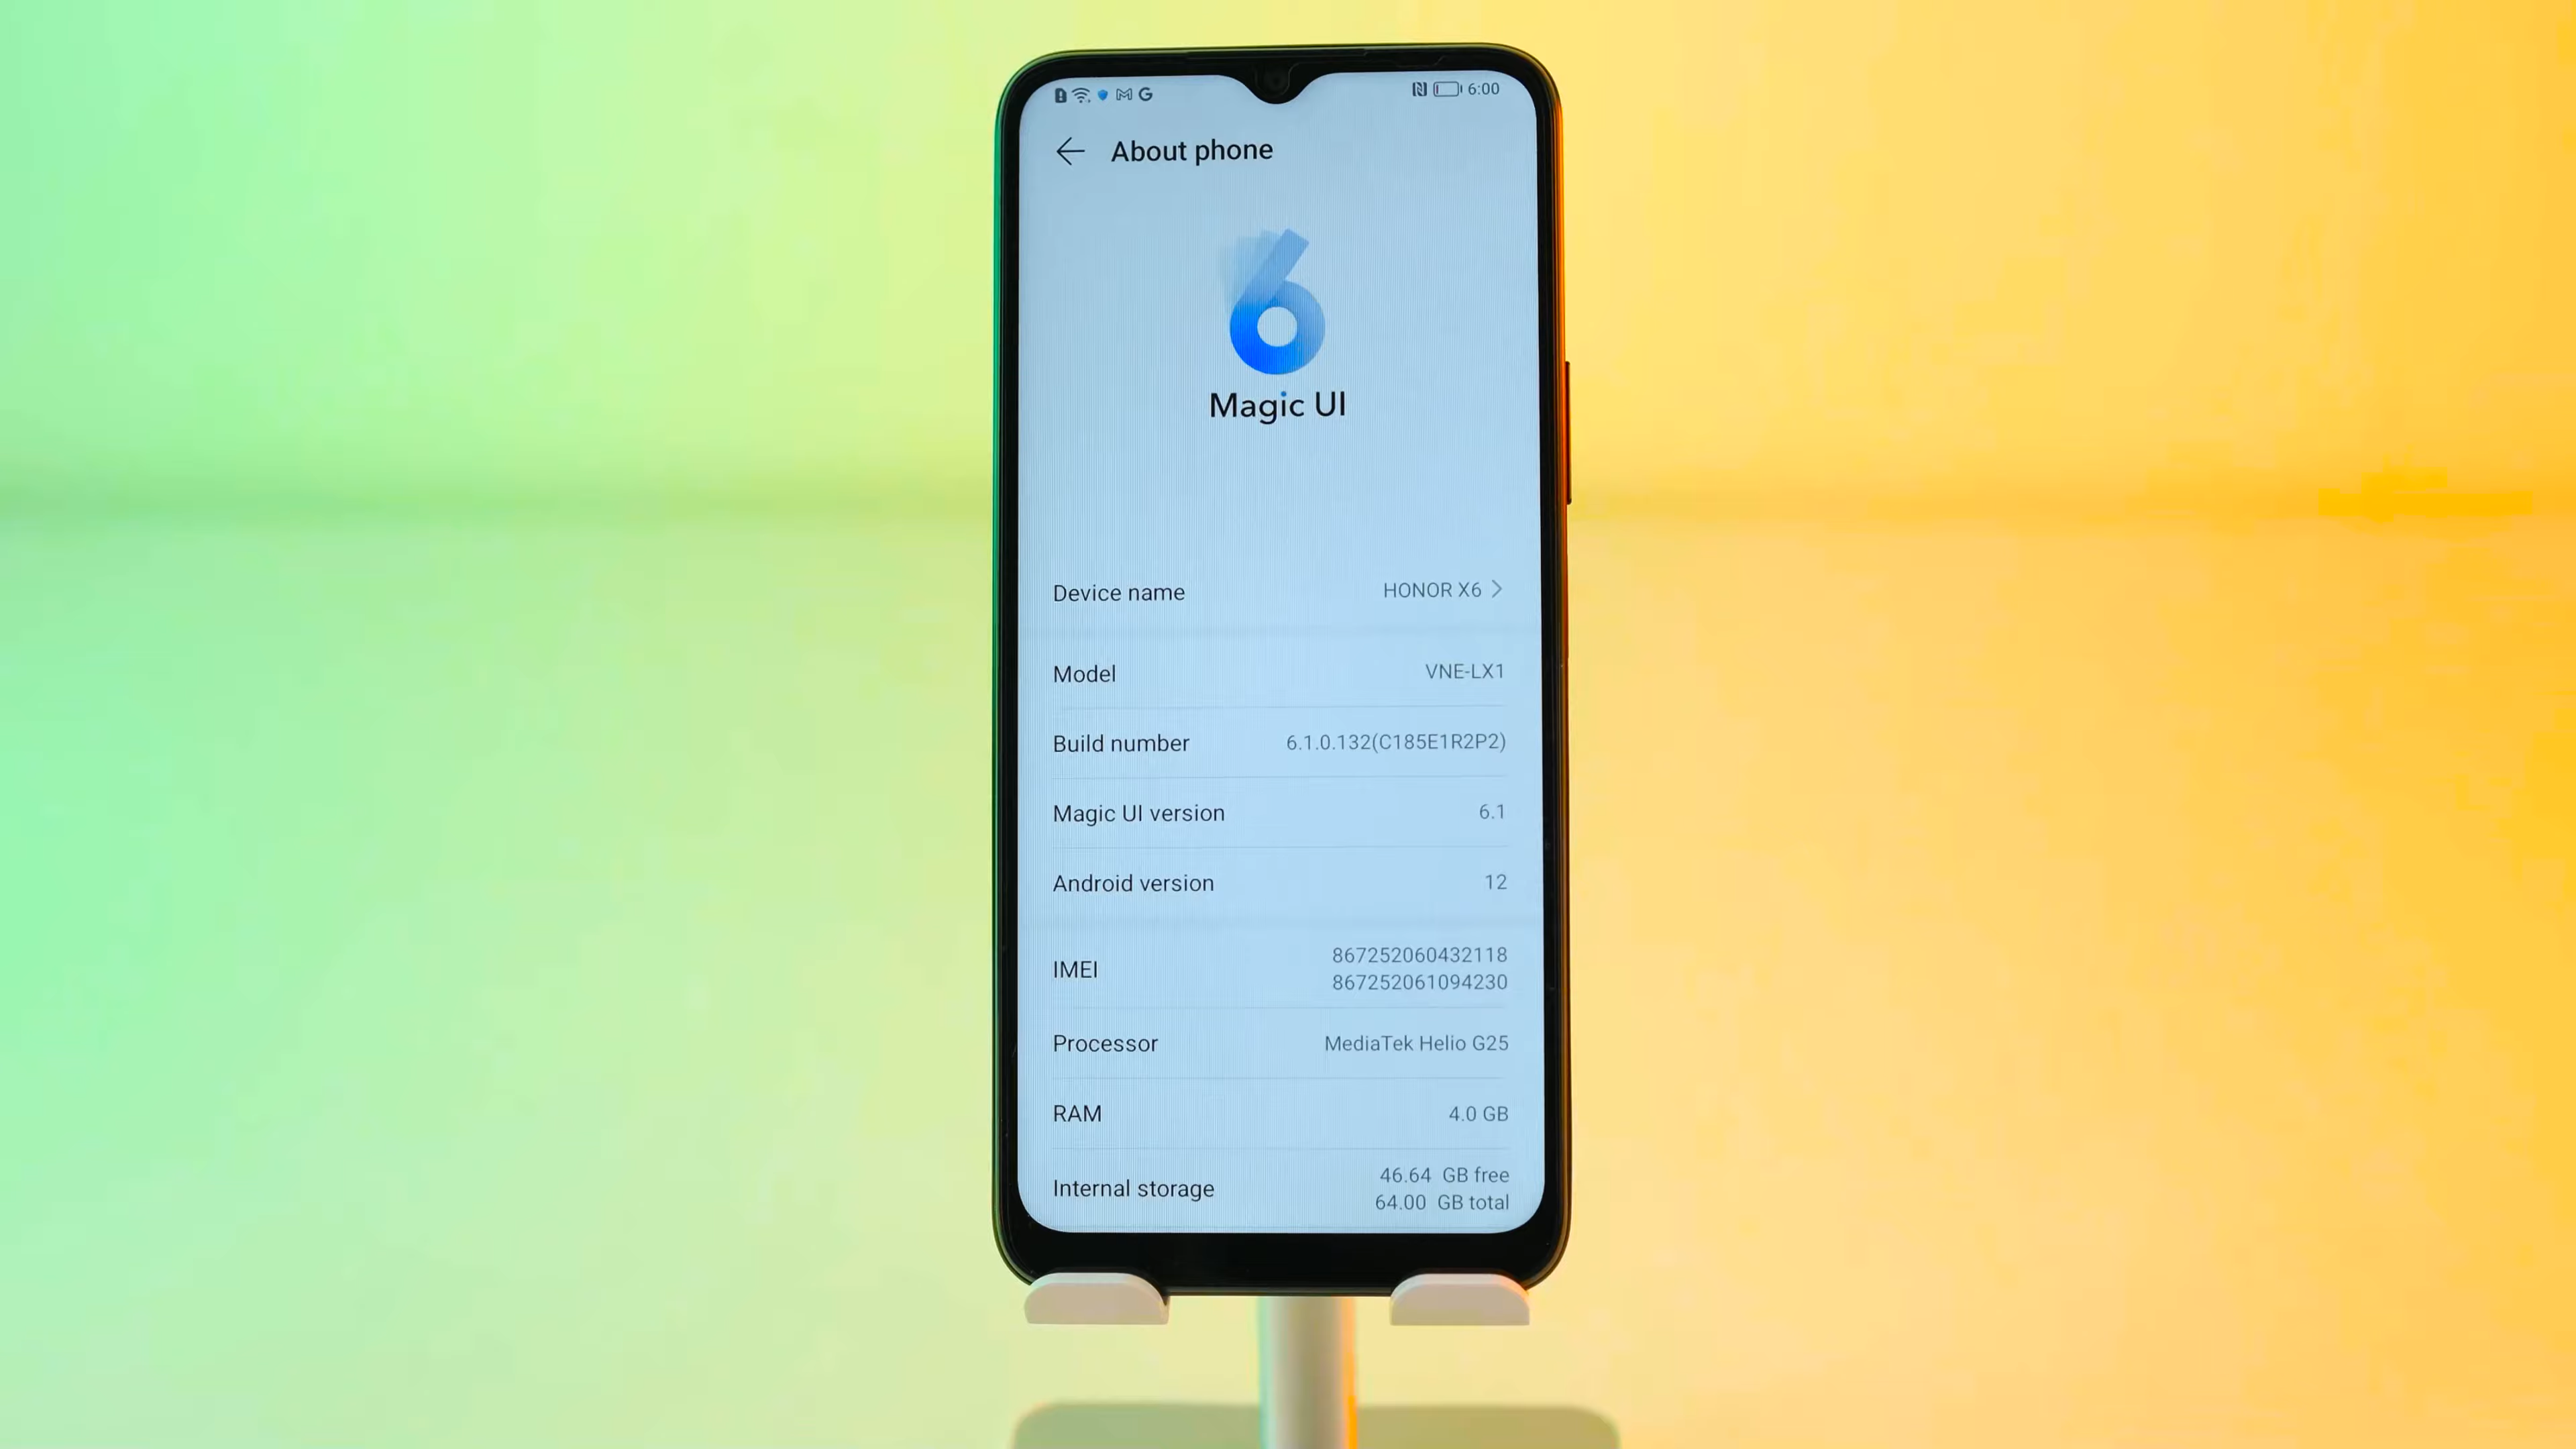 6:00
About phone
6
Magic UI
Device name HONOR X6
Model VNE-LX1
Build number 6.1.0.132(C185E1R2P2)
Magic UI version 6.1
Android version 12
IMEI 867252060432118
867252061094230
Processor MediaTek Helio G25
RAM 4.0 GB
Internal storage 46.64 GB free
64.00 GB total